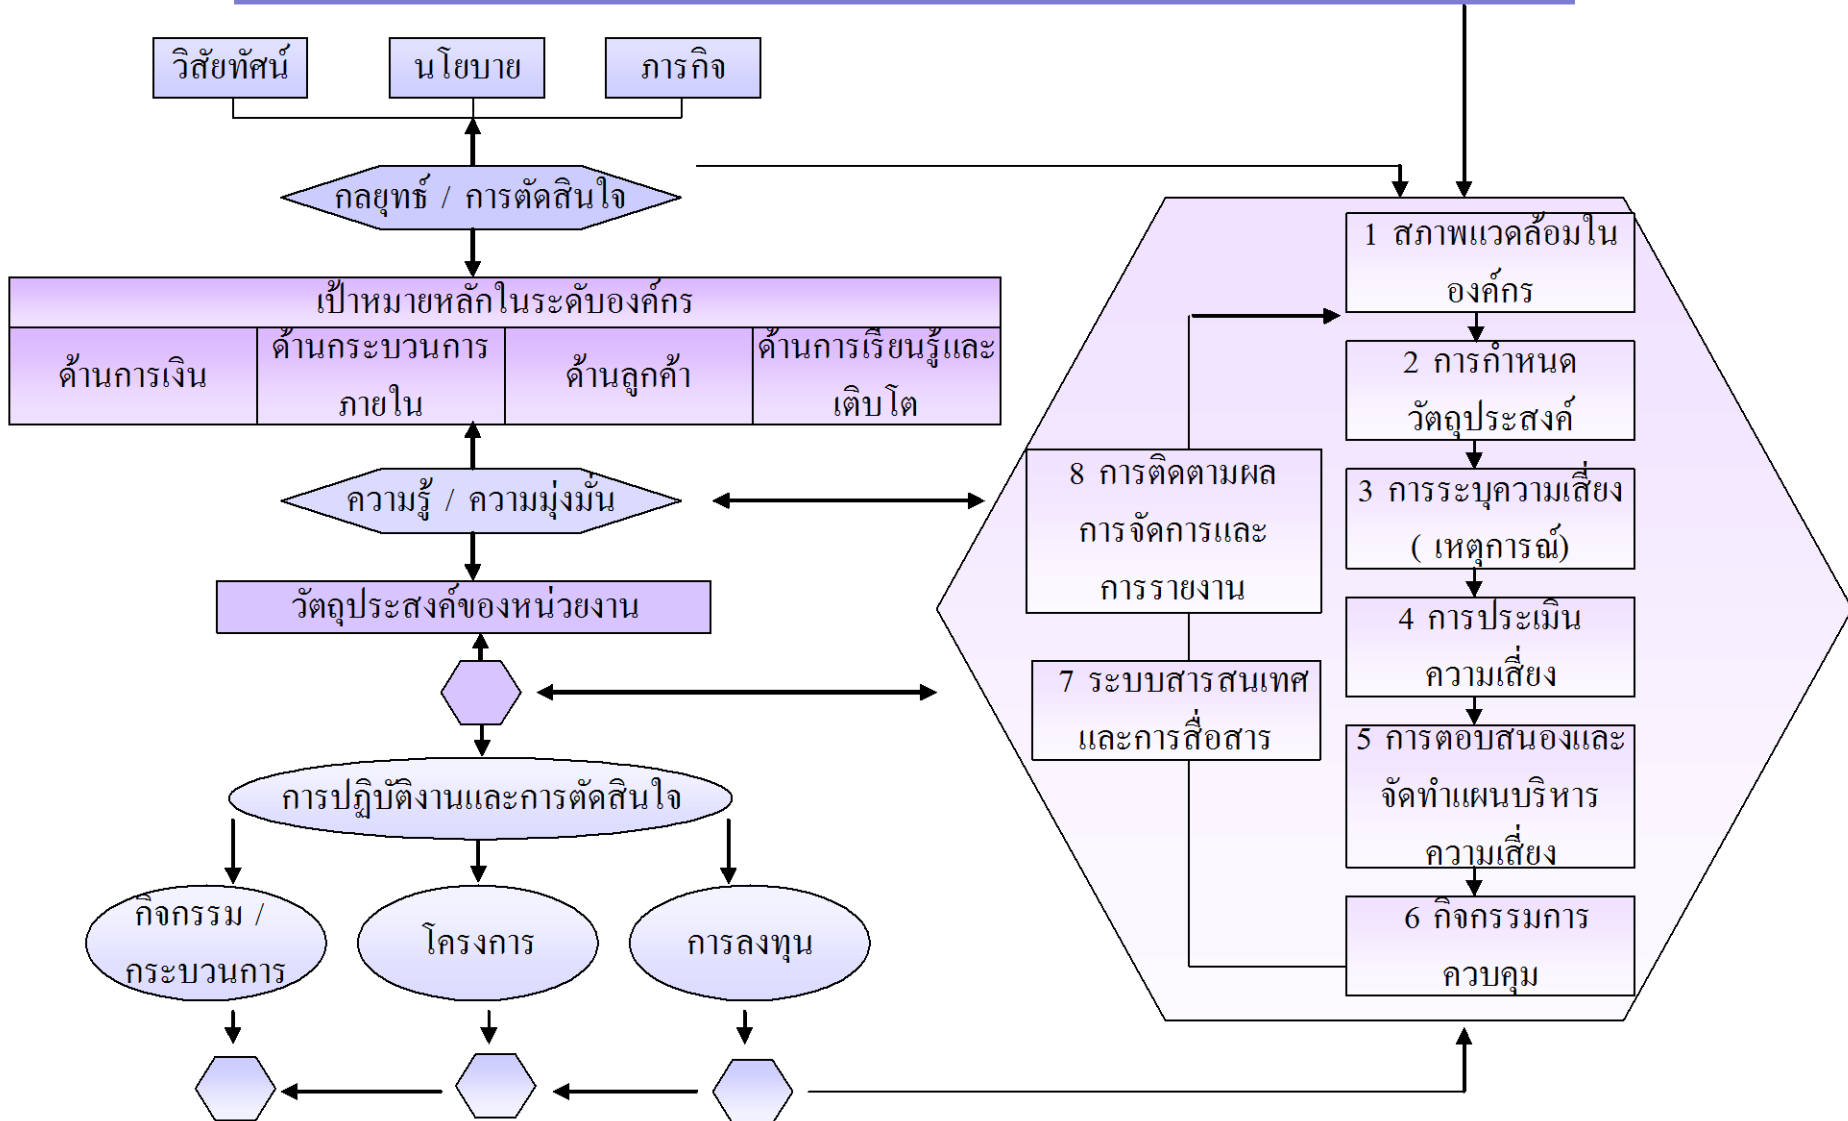 วิสัยทัศน์
นโยบาย
ภารกิจ
กลยุทธ์ / การตัดสินใจ
เป้าหมายหลักในระดับองค์กร
ด้านการเงิน
ด้านกระบวนการ
ภายใน
ด้านลูกค้า
ด้านการเรียนรู้และ
เติบโต
ความรู้ / ความมุ่งมั่น
วัตถุประสงค์ของหน่วยงาน
การปฏิบัติงานและการตัดสินใจ
กิจกรรม /
กระบวนการ
โครงการ
การลงทุน
1 สภาพแวดล้อมใน
องค์กร
2 การกำหนด
วัตถุประสงค์
3 การระบุความเสี่ยง
( เหตุการณ์)
4 การประเมิน
ความเสี่ยง
5 การตอบสนองและ
จัดทำแผนบริหาร
ความเสี่ยง
6 กิจกรรมการ
ควบคุม
7 ระบบสารสนเทศ
และการสื่อสาร
8 การติดตามผล
การจัดการและ
การรายงาน